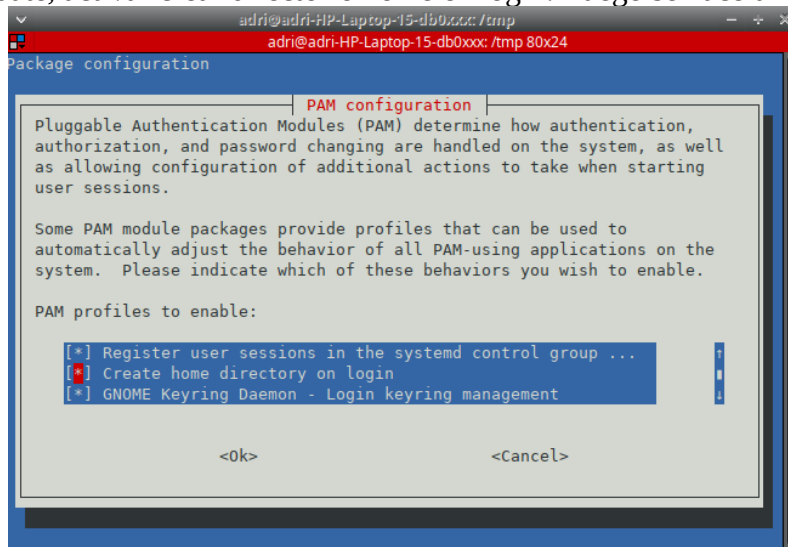 adri@adri-HP-Laptop-15-db0xxx: /tmp
adri@adri-HP-Laptop-15-db0xxx: /tmp 80x24
Package configuration
PAM configuration
Pluggable Authentication Modules (PAM) determine how authentication,
authorization, and password changing are handled on the system, as well
as allowing configuration of additional actions to take when starting
user sessions.
Some PAM module packages provide profiles that can be used to
automatically adjust the behavior of all PAM-using applications on the
system.  Please indicate which of these behaviors you wish to enable.
PAM profiles to enable:
[*] Register user sessions in the systemd control group ...
[*] Create home directory on login
[*] GNOME Keyring Daemon - Login keyring management
<Ok> <Cancel>